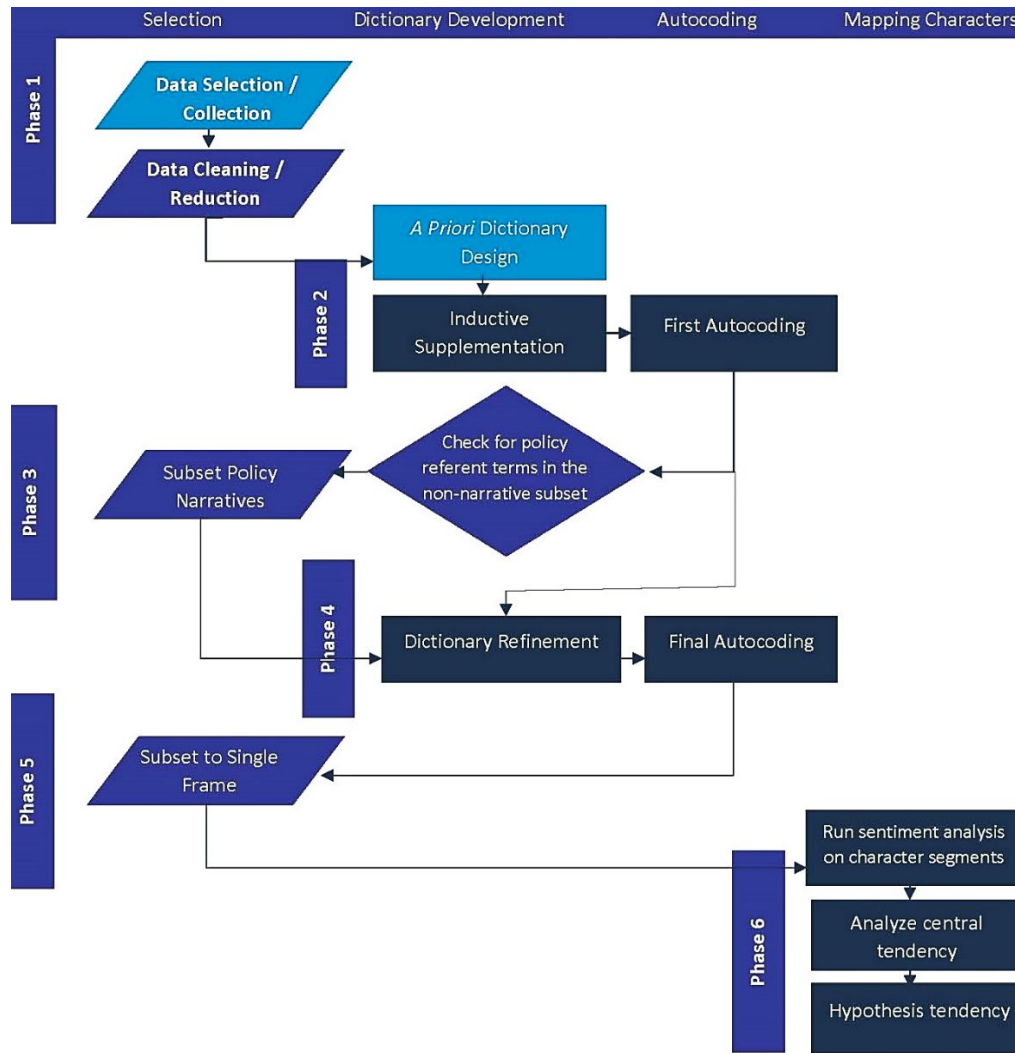 Selection
Dictionary Development
Autocoding
Mapping Characters
Phase 1
Data Selection /
Collection
Data Cleaning /
Reduction
Phase 2
A Priori Dictionary
Design
Inductive
Supplementation
First Autocoding
Phase 3
Check for policy
referent terms in the
non-narrative subset
Subset Policy
Narratives
Phase 4
Dictionary Refinement
Final Autocoding
Phase 5
Subset to Single
Frame
Phase 6
Run sentiment analysis
on character segments
Analyze central
tendency
Hypothesis tendency